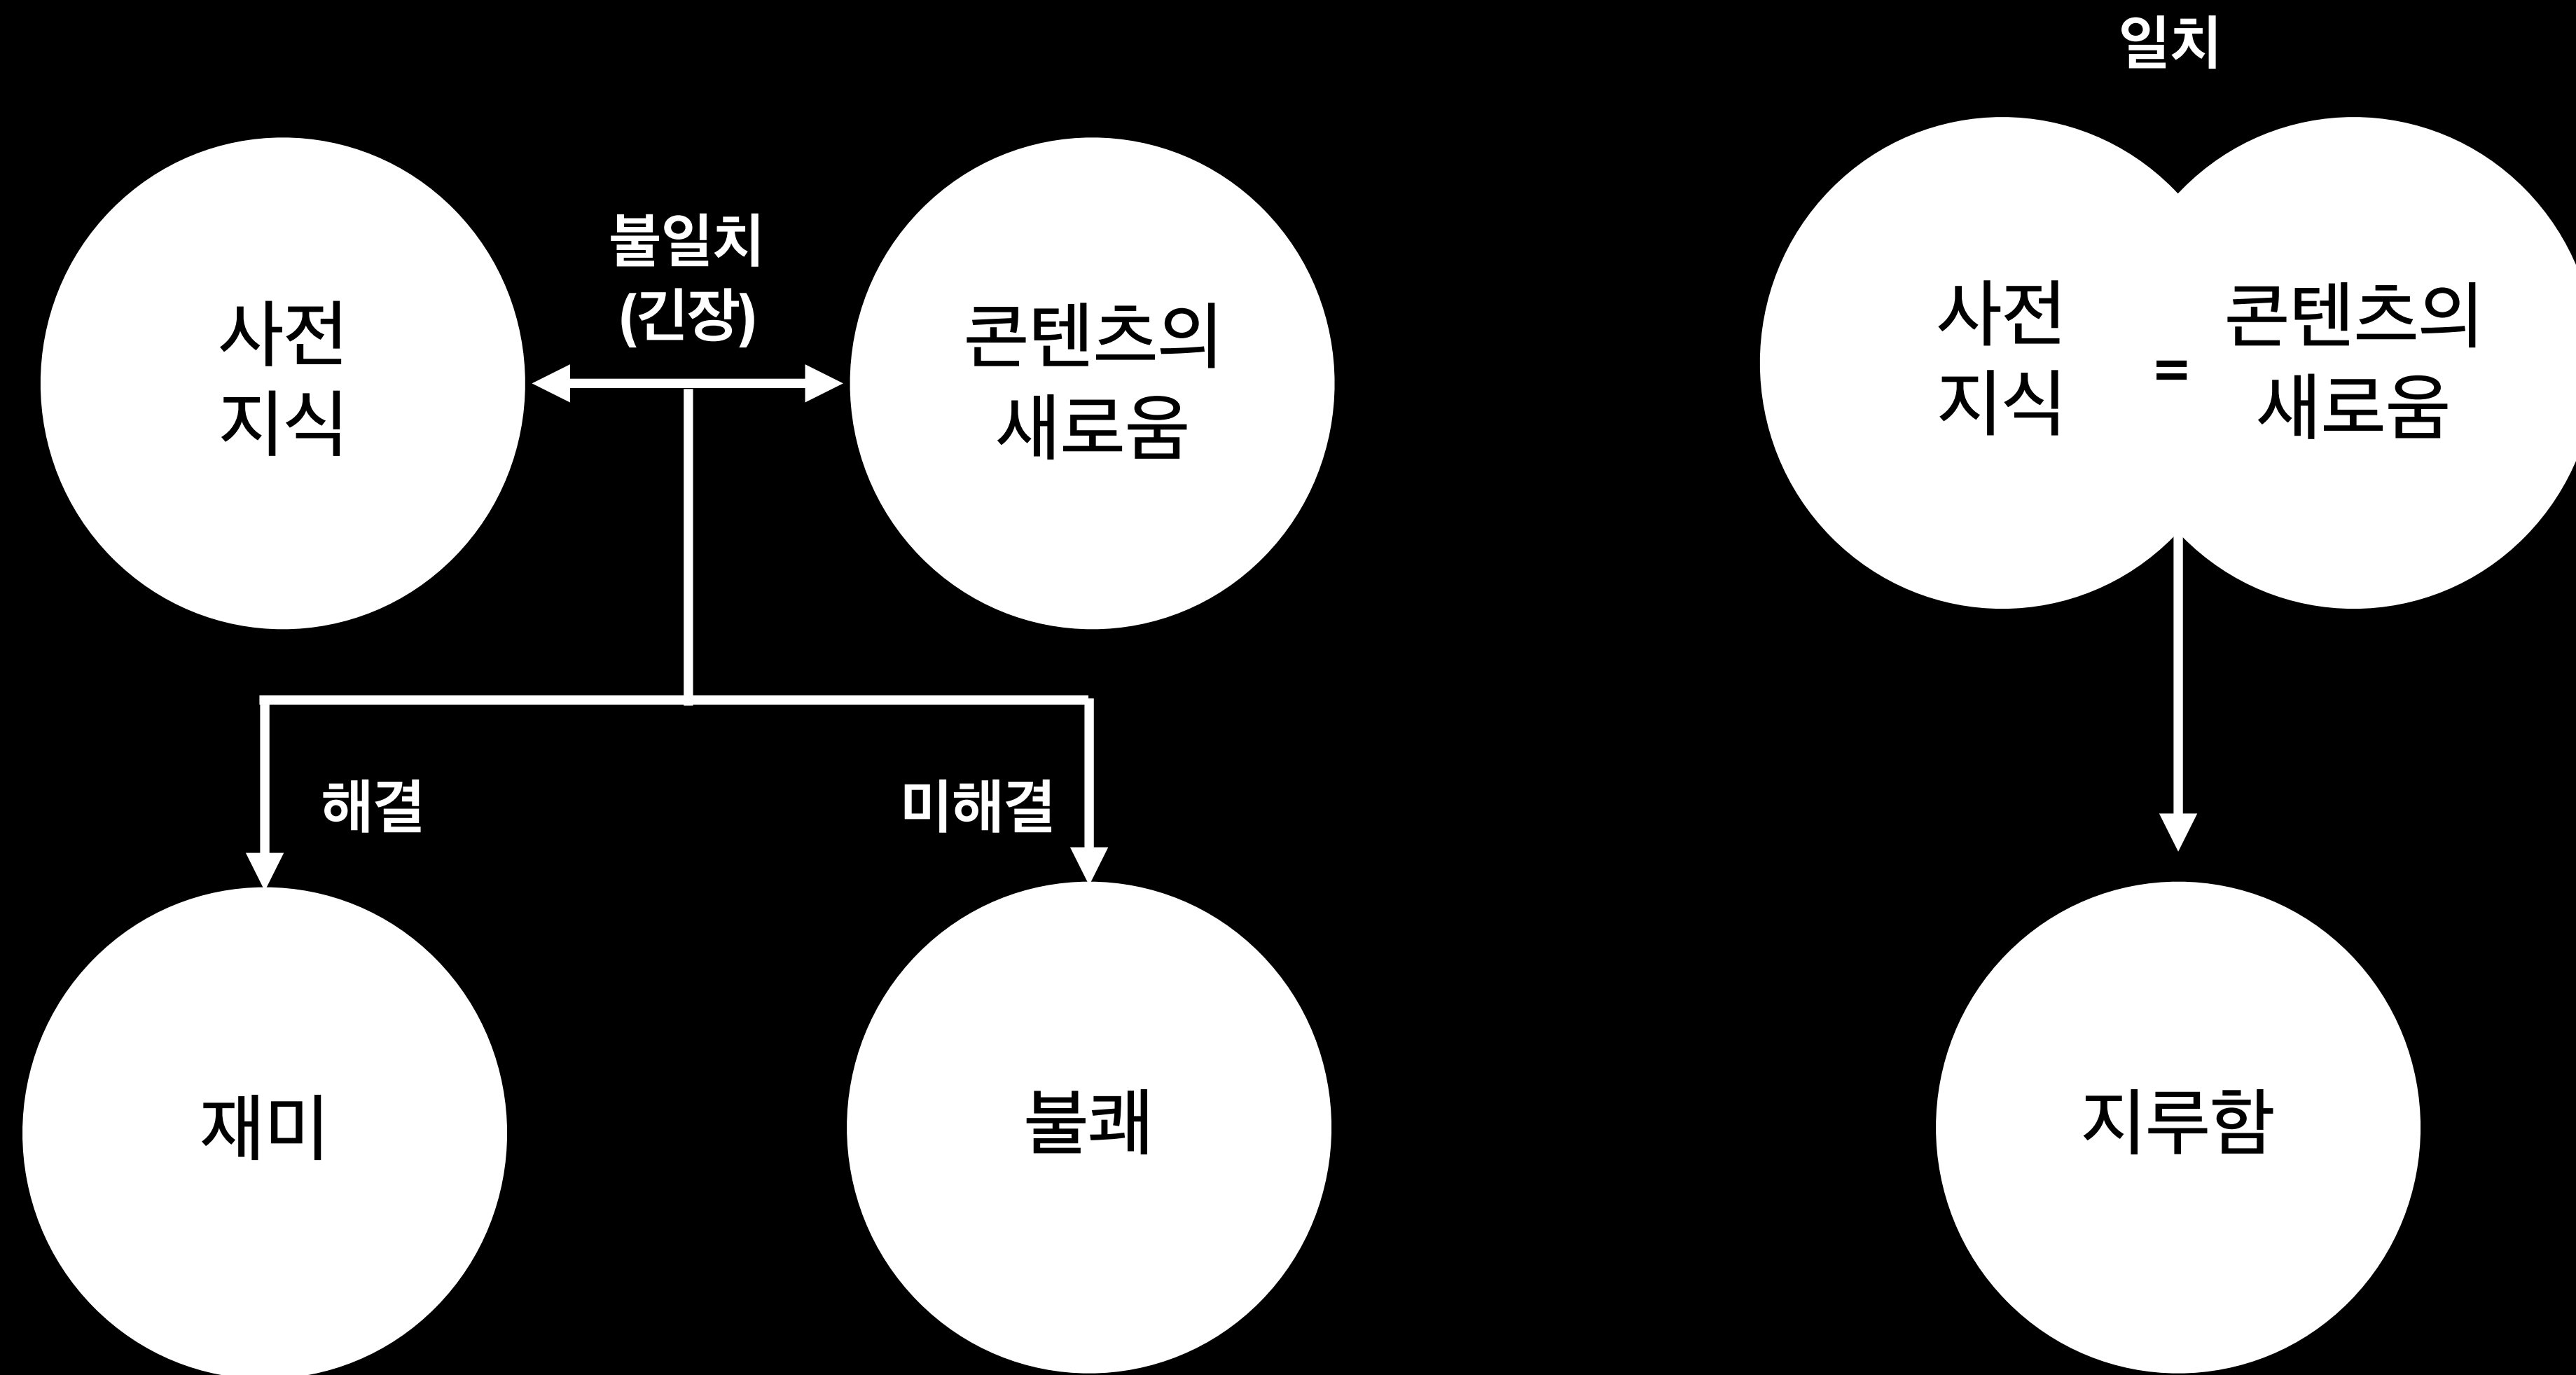 사전
지식
불일치
(긴장)
콘텐츠의
새로움
해결
미해결
재미
불쾌
일치
사전
지식
=
콘텐츠의
새로움
지루함